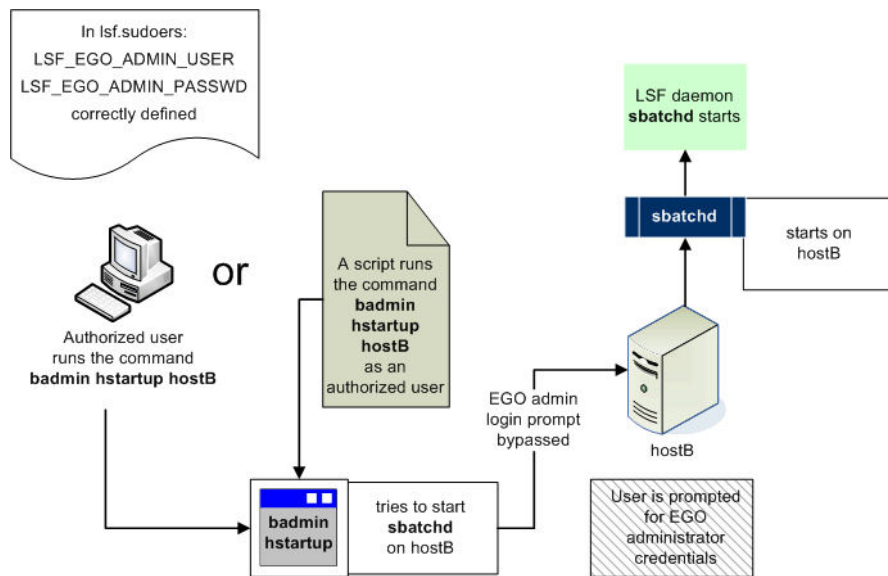 In lsf.sudoers:
LSF_EGO_ADMIN_USER
LSF_EGO_ADMIN_PASSWD
correctly defined
LSF daemon
sbatchd starts
sbatchd
starts on
hostB
or
Authorized user
runs the command
badmin hstartup hostB
A script runs
the command
badmin
hstartup
hostB
as an
authorized user
EGO admin
login prompt
bypassed
hostB
badmin
hstartup
tries to start
sbatchd
on hostB
User is prompted
for EGO
administrator
credentials